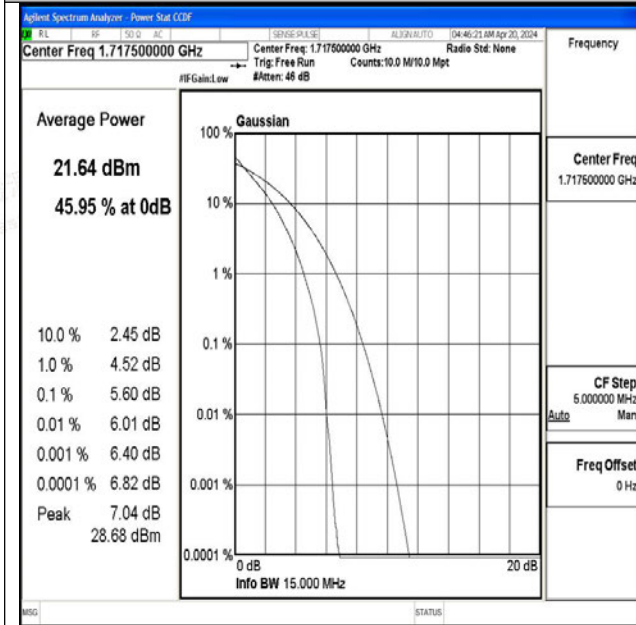 Agilent Spectrum Analyzer - Power Stat CCDF
RL RF 50 Ω AC SENSE:PULSE ALIGNAUTO 04:46:21 AM Apr 20, 2024
Center Freq 1.717500000 GHz
Center Freq: 1.717500000 GHz Radio Std: None
Trig: Free Run Counts:10.0 M/10.0 Mpt
#IFGain:Low #Atten: 46 dB
Frequency
Average Power
21.64 dBm
45.95 % at 0dB
10.0 % 2.45 dB
1.0 % 4.52 dB
0.1 % 5.60 dB
0.01 % 6.01 dB
0.001 % 6.40 dB
0.0001 % 6.82 dB
Peak 7.04 dB
28.68 dBm
Gaussian
100 %
10 %
1 %
0.1 %
0.01 %
0.001 %
0.0001 %
0 dB 20 dB
Info BW 15.000 MHz
Center Freq
1.717500000 GHz
CF Step
5.000000 MHz
Auto Man
Freq Offset
0 Hz
MSG STATUS